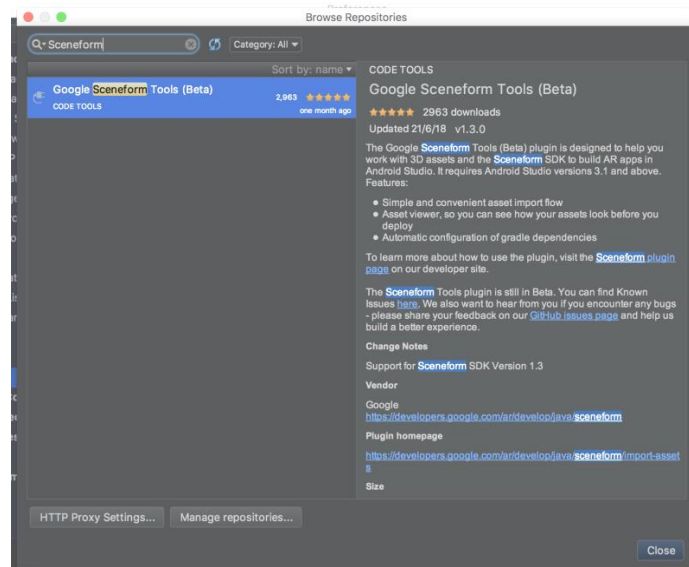 Browse Repositories
Sceneform
Category: All
Sort by: name
Google Sceneform Tools (Beta)
CODE TOOLS
2,963
one month ago
CODE TOOLS
Google Sceneform Tools (Beta)
2963 downloads
Updated 21/6/18 v1.3.0
The Google Sceneform Tools (Beta) plugin is designed to help you
work with 3D assets and the Sceneform SDK to build AR apps in
Android Studio. It requires Android Studio versions 3.1 and above.
Features:
Simple and convenient asset import flow
Asset viewer, so you can see how your assets look before you
deploy
Automatic configuration of gradle dependencies
To learn more about how to use the plugin, visit the Sceneform plugin
page on our developer site.
The Sceneform Tools plugin is still in Beta. You can find Known
Issues here. We also want to hear from you if you encounter any bugs
- please share your feedback on our GitHub issues page and help us
build a better experience.
Change Notes
Support for Sceneform SDK Version 1.3
Vendor
Google
https://developers.google.com/ar/develop/java/sceneform
Plugin homepage
https://developers.google.com/ar/develop/java/sceneform/import-asset
s
Size
HTTP Proxy Settings...
Manage repositories...
Close